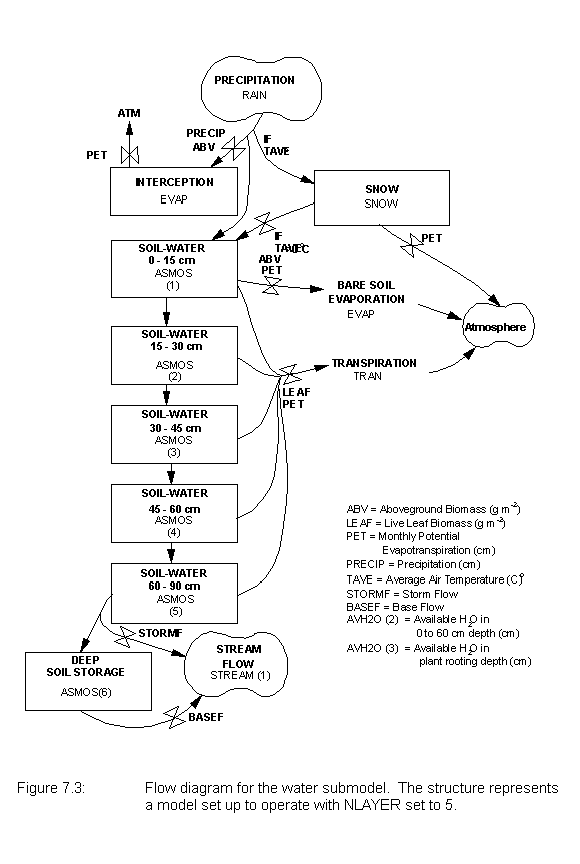 PRECIPITATION
RAIN
ATM
PET
PRECIP
ABV
IF
TAVE
INTERCEPTION
EVAP
SNOW
SNOW
IF
ABV
PET
PET
SOIL-WATER
0 - 15 cm
ASMOS
(1)
BARE SOIL
EVAPORATION
EVAP
Atmosphere
SOIL-WATER
15 - 30 cm
ASMOS
(2)
TRANSPIRATION
TRAN
LEAF
PET
SOIL-WATER
30 - 45 cm
ASMOS
(3)
SOIL-WATER
45 - 60 cm
ASMOS
(4)
SOIL-WATER
60 - 90 cm
ASMOS
(5)
STORMF
DEEP
SOIL STORAGE
ASMOS(6)
STREAM
FLOW
STREAM (1)
BASEF
ABV = Aboveground Biomass (g m⁻²)
LEAF = Live Leaf Biomass (g m⁻²)
PET = Monthly Potential
Evapotranspiration (cm)
PRECIP = Precipitation (cm)
TAVE = Average Air Temperature (C°)
STORMF = Storm Flow
BASEF = Base Flow
AVH2O (2) = Available H₂O in
0 to 60 cm depth (cm)
AVH2O (3) = Available H₂O in
plant rooting depth (cm)
Figure 7.3: Flow diagram for the water submodel. The structure represents
a model set up to operate with NLAYER set to 5.